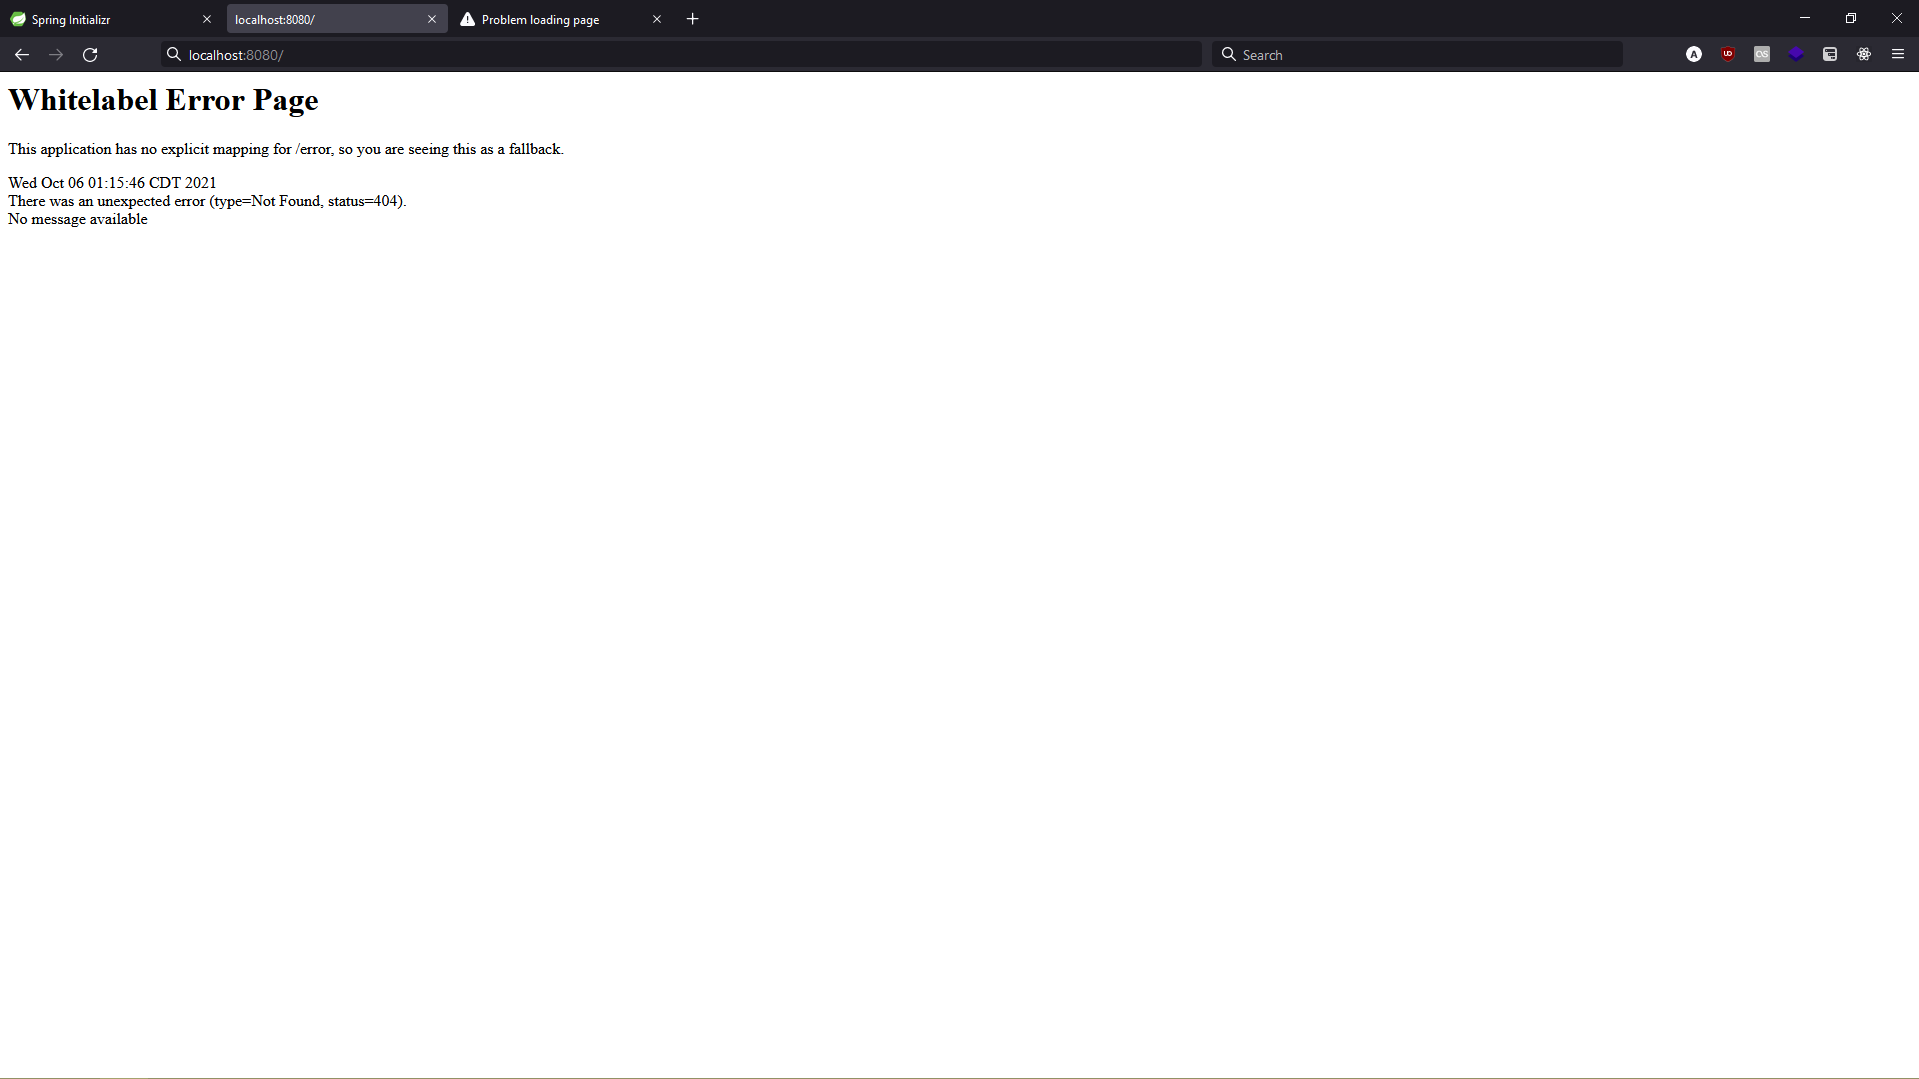 Spring Initializr
localhost:8080/
Problem loading page
localhost:8080/
Search
Whitelabel Error Page
This application has no explicit mapping for /error, so you are seeing this as a fallback.
Wed Oct 06 01:15:46 CDT 2021
There was an unexpected error (type=Not Found, status=404).
No message available